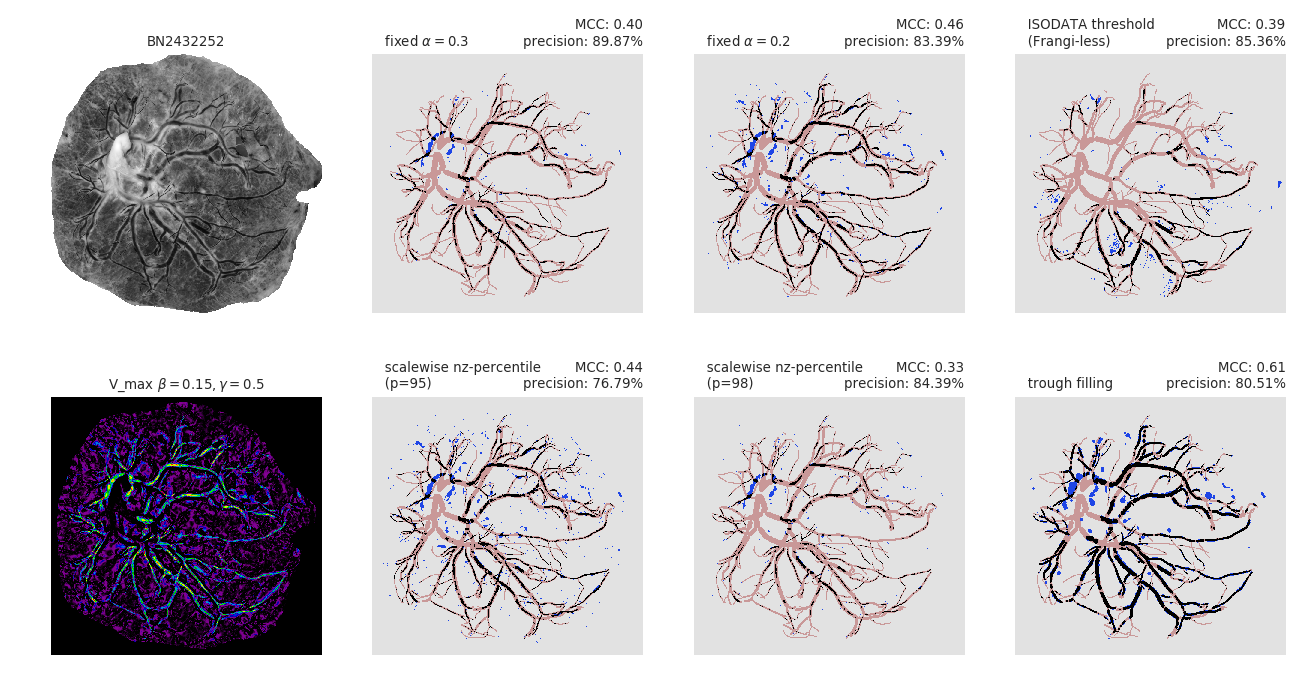 BN2432252
MCC: 0.40
fixed α = 0.3 precision: 89.87%
MCC: 0.46
fixed α = 0.2 precision: 83.39%
ISODATA threshold MCC: 0.39
(Frangi-less) precision: 85.36%
V_max β = 0.15, γ = 0.5
scalewise nz-percentile MCC: 0.44
(p=95) precision: 76.79%
scalewise nz-percentile MCC: 0.33
(p=98) precision: 84.39%
MCC: 0.61
trough filling precision: 80.51%